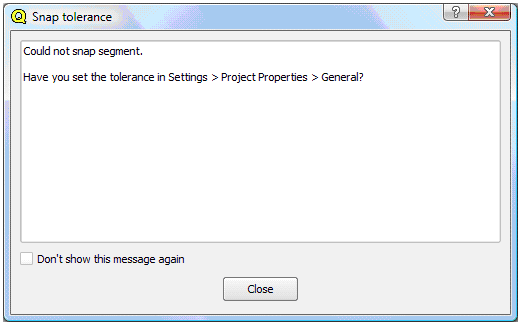 Snap tolerance
Could not snap segment.
Have you set the tolerance in Settings > Project Properties > General?
Don't show this message again
Close